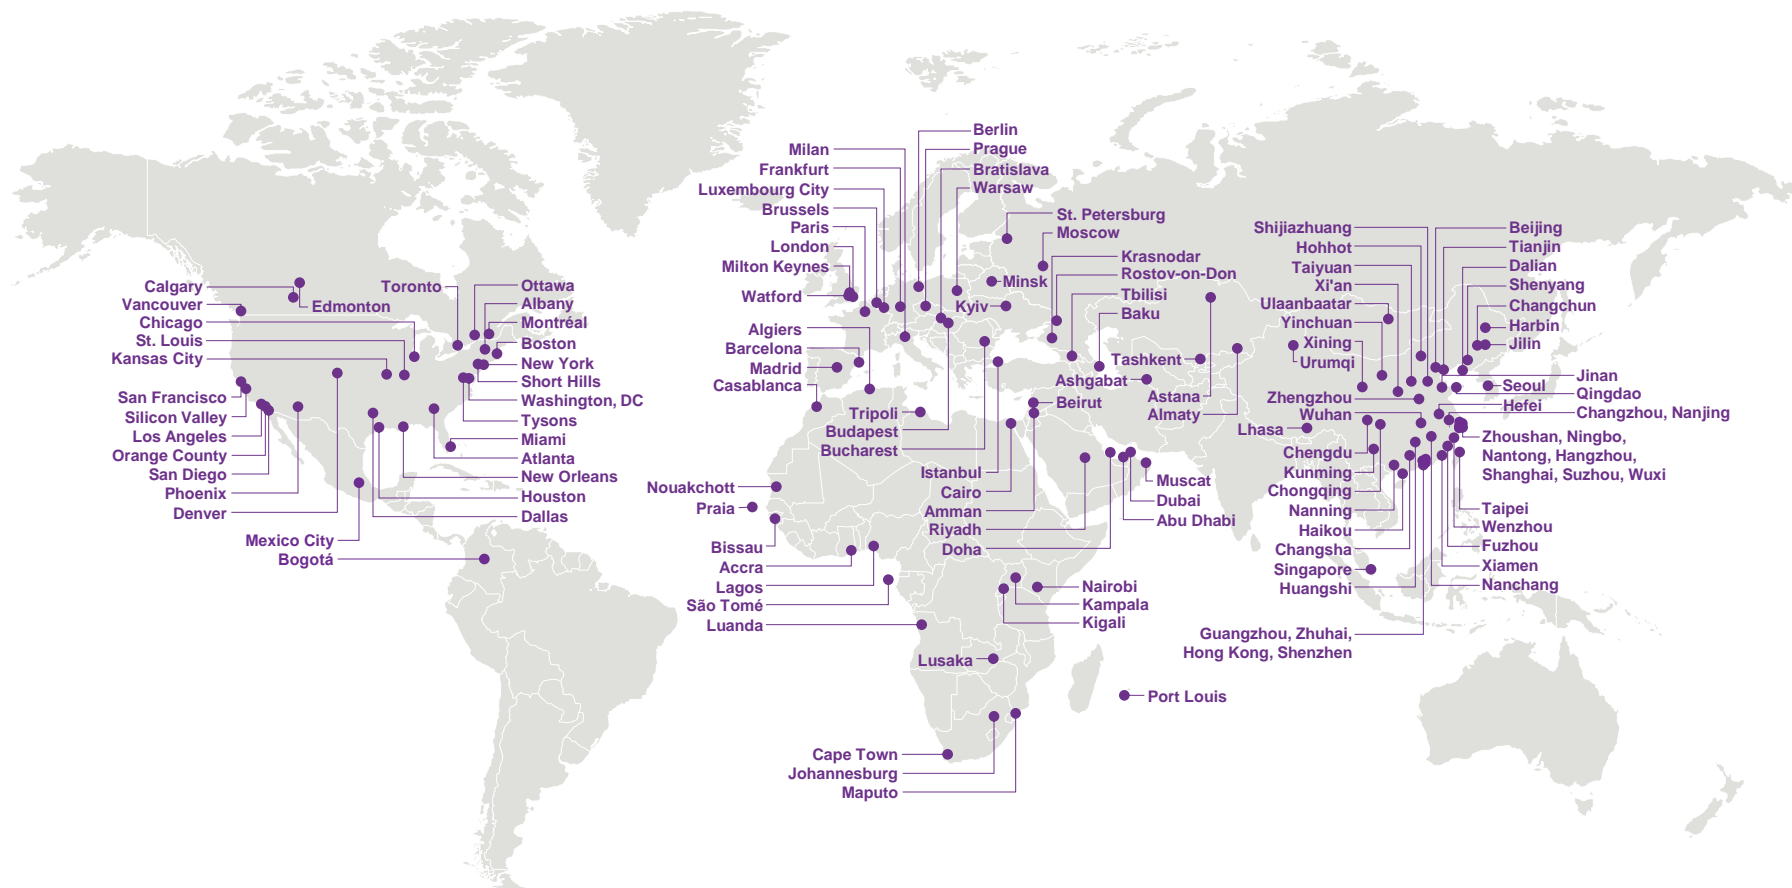 Calgary
Vancouver
Edmonton
Chicago
St. Louis
Kansas City
San Francisco
Silicon Valley
Los Angeles
Orange County
San Diego
Phoenix
Denver
Mexico City
Bogotá
Toronto
Ottawa
Albany
Montréal
Boston
New York
Short Hills
Washington, DC
Tysons
Miami
Atlanta
New Orleans
Houston
Dallas
Milan
Frankfurt
Luxembourg City
Brussels
Paris
London
Milton Keynes
Watford
Algiers
Barcelona
Madrid
Casablanca
Berlin
Prague
Bratislava
Warsaw
St. Petersburg
Moscow
Krasnodar
Rostov-on-Don
Minsk
Tbilisi
Kyiv
Baku
Tashkent
Ashgabat
Astana
Almaty
Beirut
Tripoli
Budapest
Bucharest
Istanbul
Cairo
Amman
Riyadh
Doha
Muscat
Dubai
Abu Dhabi
Nouakchott
Praia
Bissau
Accra
Lagos
São Tomé
Luanda
Nairobi
Kampala
Kigali
Lusaka
Port Louis
Cape Town
Johannesburg
Maputo
Shijiazhuang
Hohhot
Taiyuan
Xi'an
Ulaanbaatar
Yinchuan
Xining
Urumqi
Zhengzhou
Wuhan
Lhasa
Chengdu
Kunming
Chongqing
Nanning
Haikou
Changsha
Singapore
Huangshi
Guangzhou, Zhuhai,
Hong Kong, Shenzhen
Beijing
Tianjin
Dalian
Shenyang
Changchun
Harbin
Jilin
Jinan
Seoul
Qingdao
Hefei
Changzhou, Nanjing
Zhoushan, Ningbo,
Nantong, Hangzhou,
Shanghai, Suzhou, Wuxi
Taipei
Wenzhou
Fuzhou
Xiamen
Nanchang